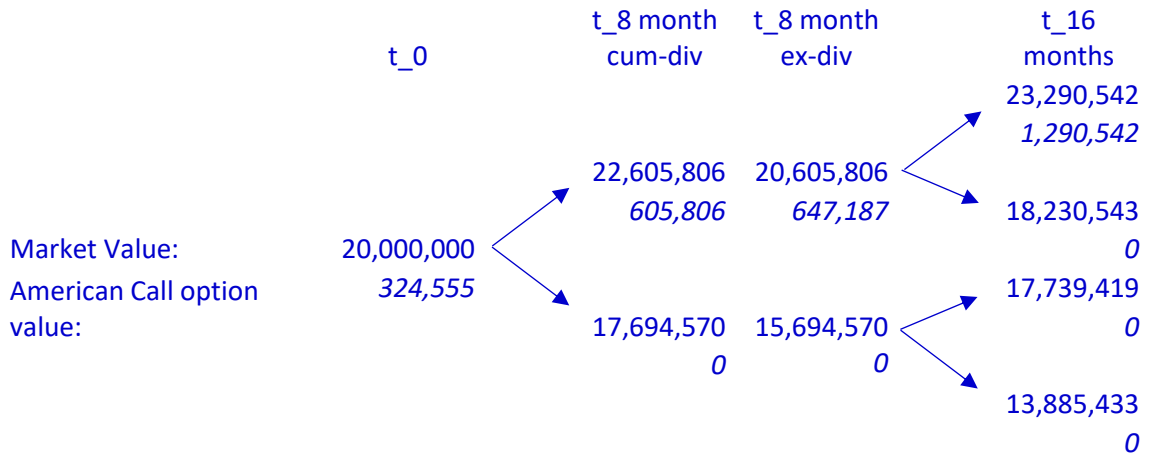 t_0
t_8 month
cum-div
t_8 month
ex-div
t_16
months
23,290,542
1,290,542
22,605,806
605,806
20,605,806
647,187
18,230,543
0
Market Value:
20,000,000
American Call option
value:
324,555
17,739,419
0
17,694,570
0
15,694,570
0
13,885,433
0